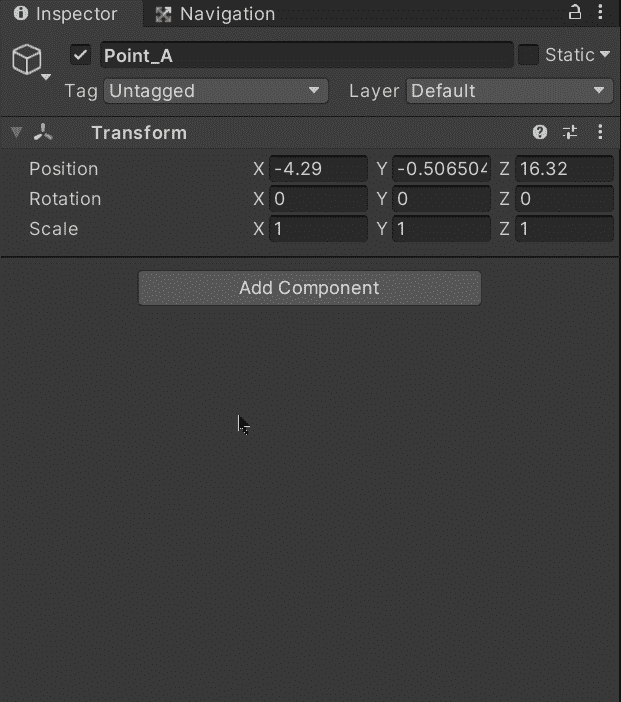 Inspector Navigation
Point_A Static
Tag Untagged Layer Default
Transform
Position X -4.29 Y -0.506504 Z 16.32
Rotation X 0 Y 0 Z 0
Scale X 1 Y 1 Z 1
Add Component